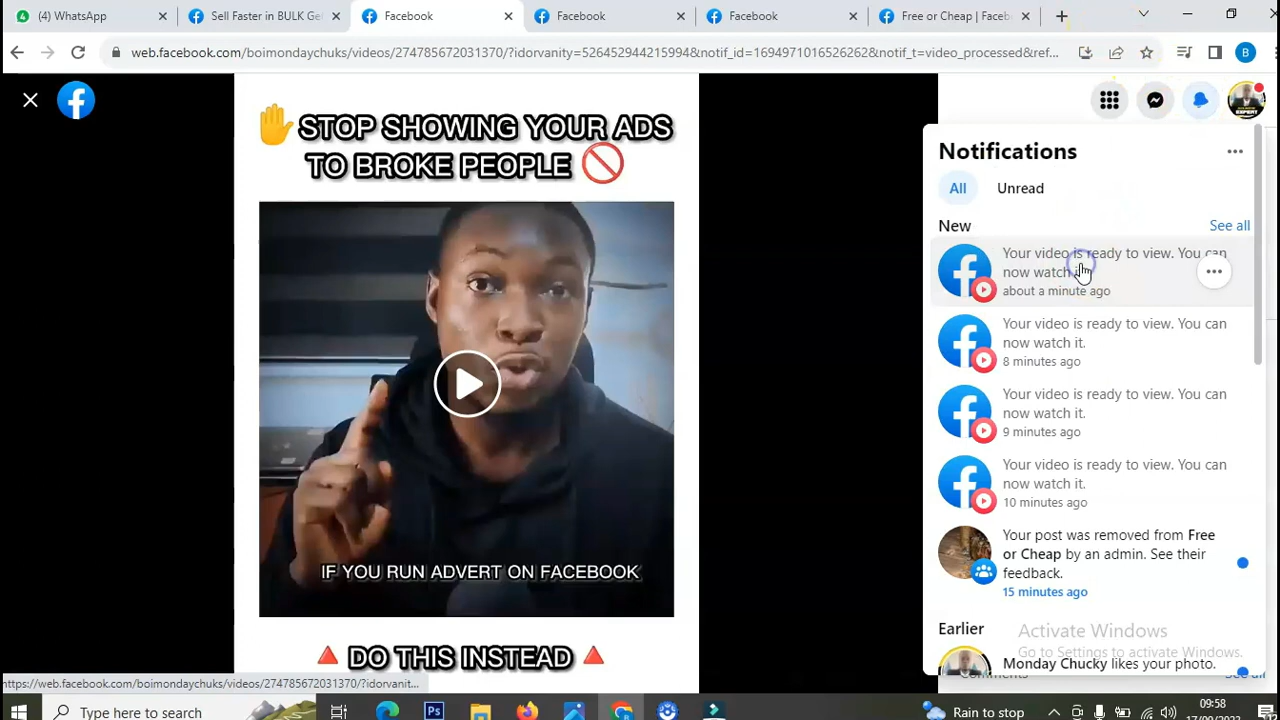 (4) WhatsApp
Sell Faster in BULK Ge
Facebook
Facebook
Facebook
Free or Cheap | Faceb
web.facebook.com/boimondaychuks/videos/274785672031370/?idorvanity=526452944215994&notif_id=1694971016526262&notif_t=video_processed&ref...
B
✋STOP SHOWING YOUR ADS
TO BROKE PEOPLE 🚫
IF YOU RUN ADVERT ON FACEBOOK
🔺 DO THIS INSTEAD 🔺
Notifications
All
Unread
New
See all
Your video is ready to view. You can
now watch it.
about a minute ago
Your video is ready to view. You can
now watch it.
8 minutes ago
Your video is ready to view. You can
now watch it.
9 minutes ago
Your video is ready to view. You can
now watch it.
10 minutes ago
Your post was removed from Free
or Cheap by an admin. See their
feedback.
15 minutes ago
Earlier
Activate Windows
Go to Settings to activate Windows.
Monday Chucky likes your photo.
Comments
See all
https://web.facebook.com/boimondaychuks/videos/274785672031370/?idorvanit...
Type here to search
Ps
Rain to stop
09:58